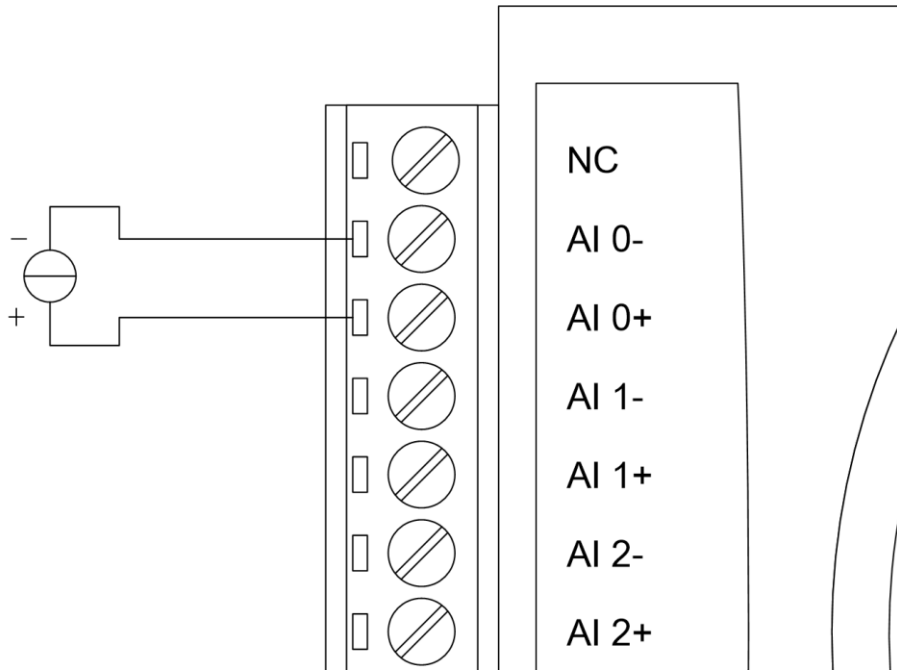 NC
− AI 0-
+ AI 0+
AI 1-
AI 1+
AI 2-
AI 2+